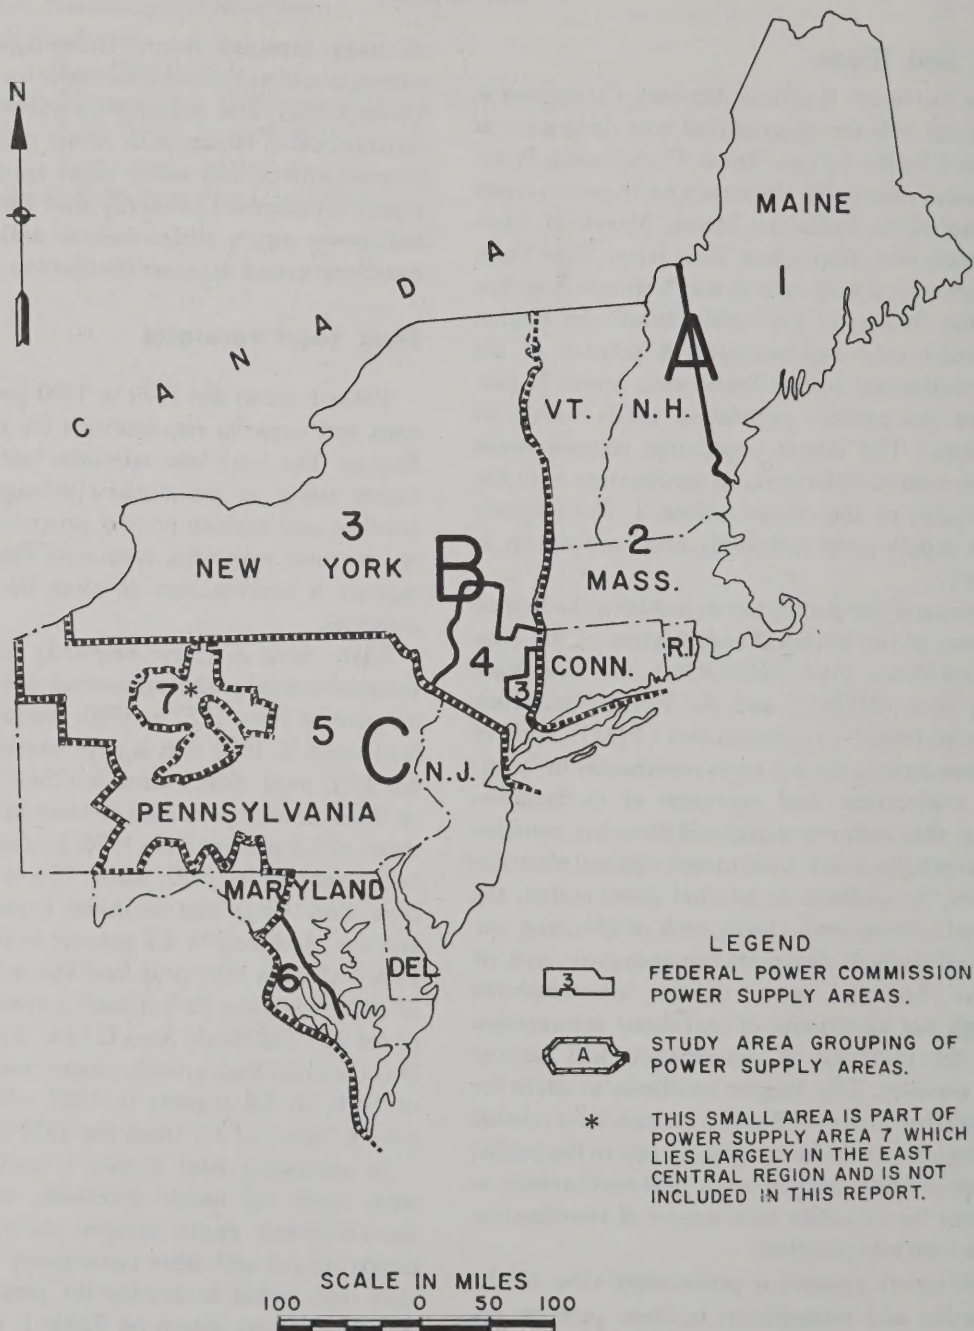 N
MAINE
1
CANADA
A
VT.
N.H.
3
2
NEW YORK
B
MASS.
4
CONN.
R.I
3
7*
5
C
N.J.
PENNSYLVANIA
MARYLAND
6
DEL.
LEGEND
3
FEDERAL POWER COMMISSION
POWER SUPPLY AREAS.
A
STUDY AREA GROUPING OF
POWER SUPPLY AREAS.
*
THIS SMALL AREA IS PART OF
POWER SUPPLY AREA 7 WHICH
LIES LARGELY IN THE EAST
CENTRAL REGION AND IS NOT
INCLUDED IN THIS REPORT.
SCALE IN MILES
100 0 50 100